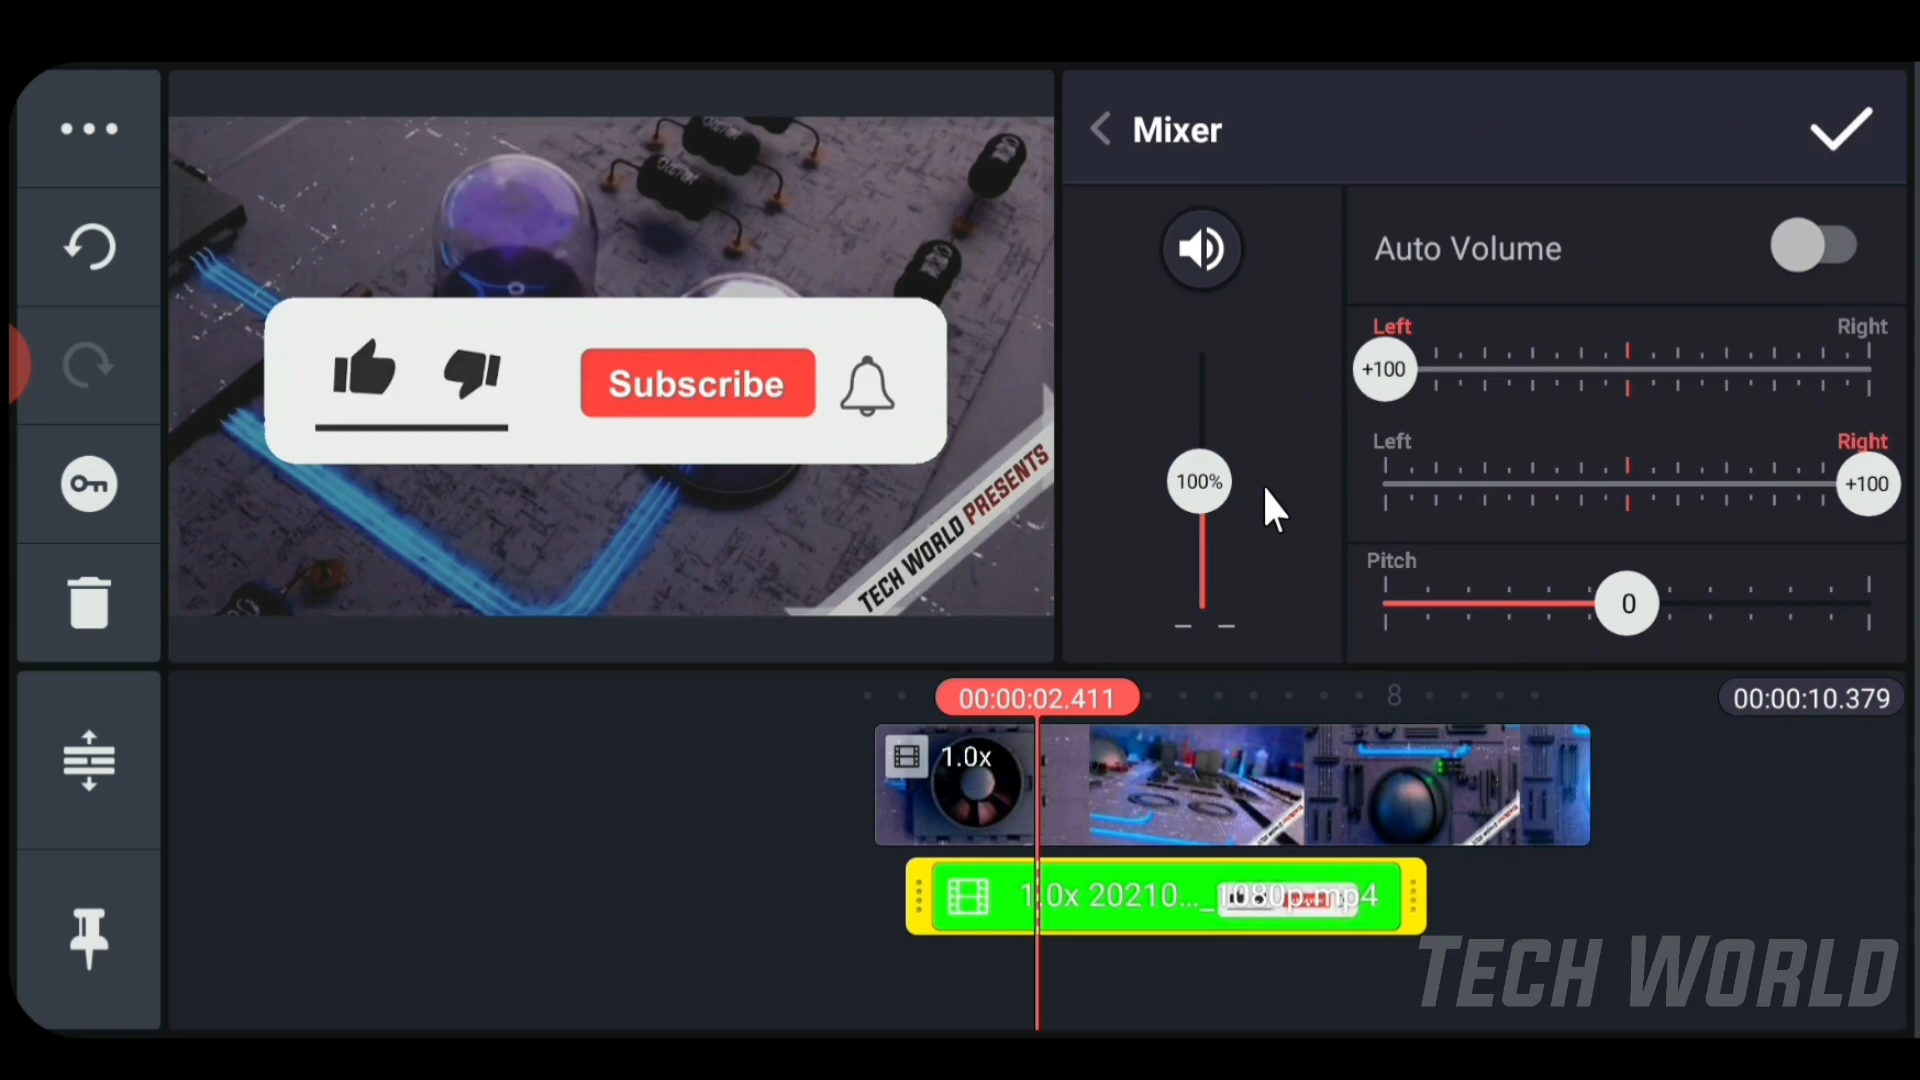 Mixer
Auto Volume
Left
Right
+100
Left
Right
+100
100%
Pitch
0
Subscribe
TECH WORLD PRESENTS
00:00:02.411
8
00:00:10.379
1.0x
1.0x 20210..._1080p.mp4
TECH WORLD